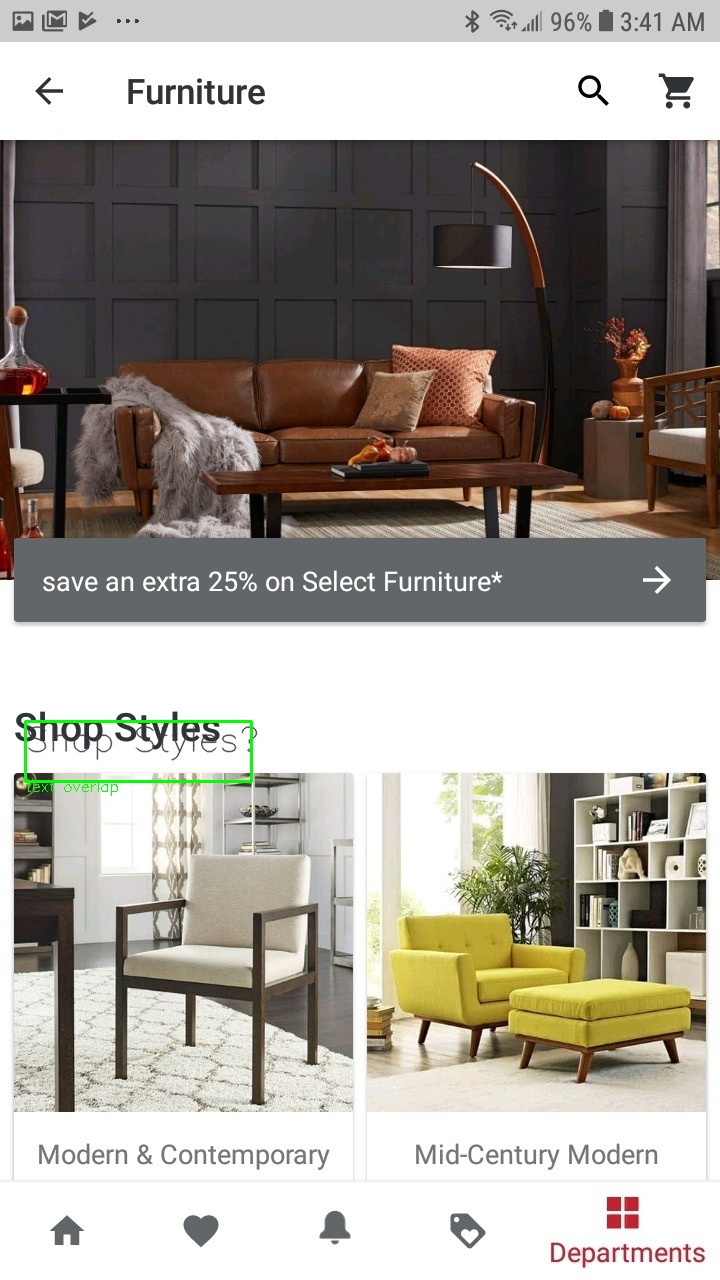 96% 3:41 AM
Furniture
save an extra 25% on Select Furniture*
Shop Styles
Shop Styles?
text overlap
Modern & Contemporary
Mid-Century Modern
Departments